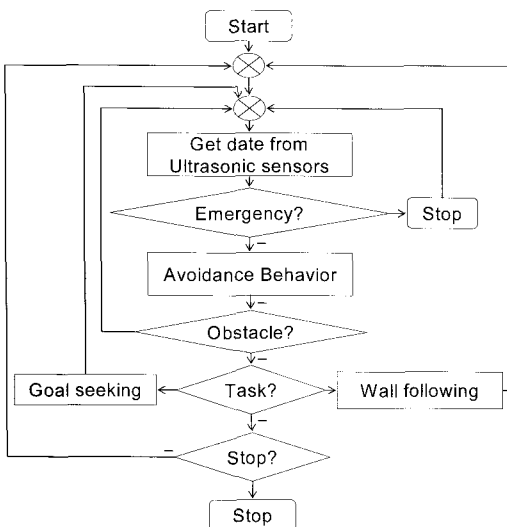 Start
Get date from
Ultrasonic sensors
Emergency?
Stop
–
Avoidance Behavior
–
Obstacle?
–
Goal seeking
Task?
Wall following
–
–
Stop?
Stop